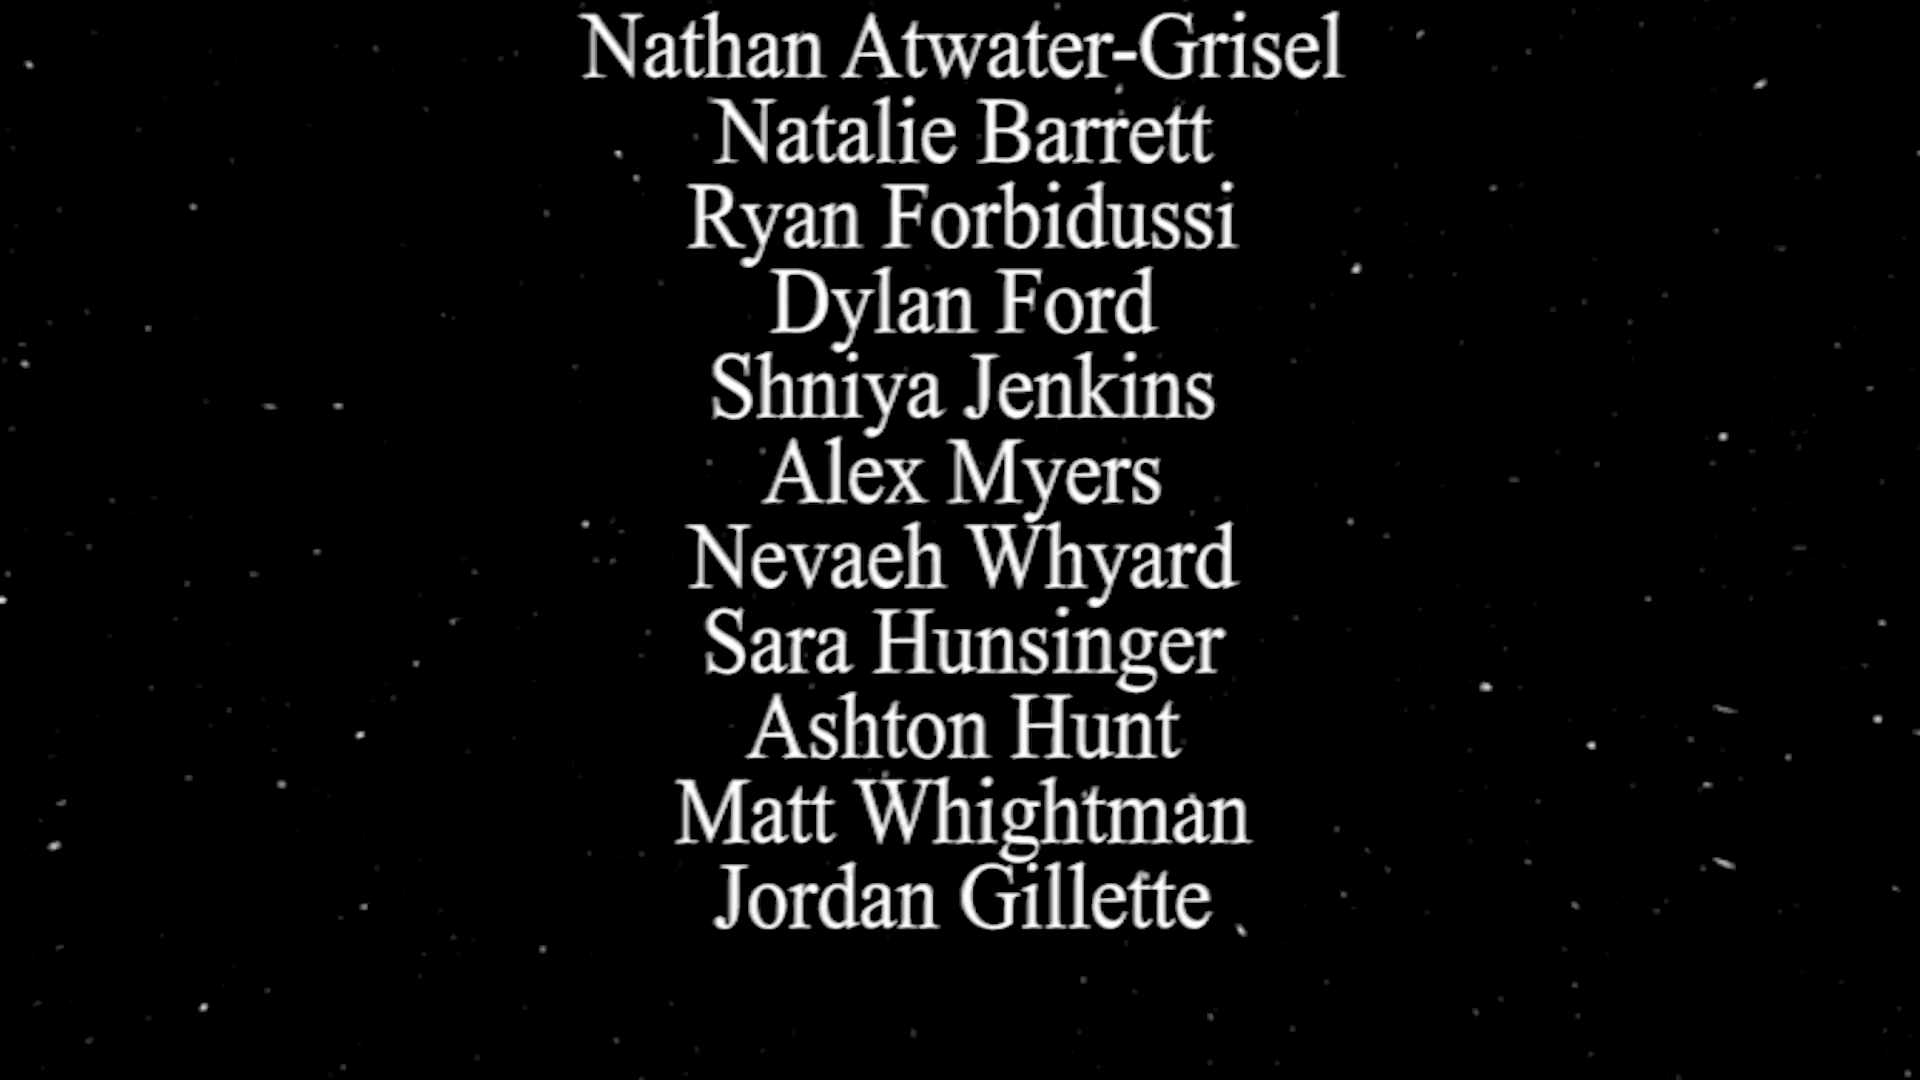 Nathan Atwater-Grisel
Natalie Barrett
Ryan Forbidussi
Dylan Ford
Shniya Jenkins
Alex Myers
Nevaeh Whyard
Sara Hunsinger
Ashton Hunt
Matt Whightman
Jordan Gillette